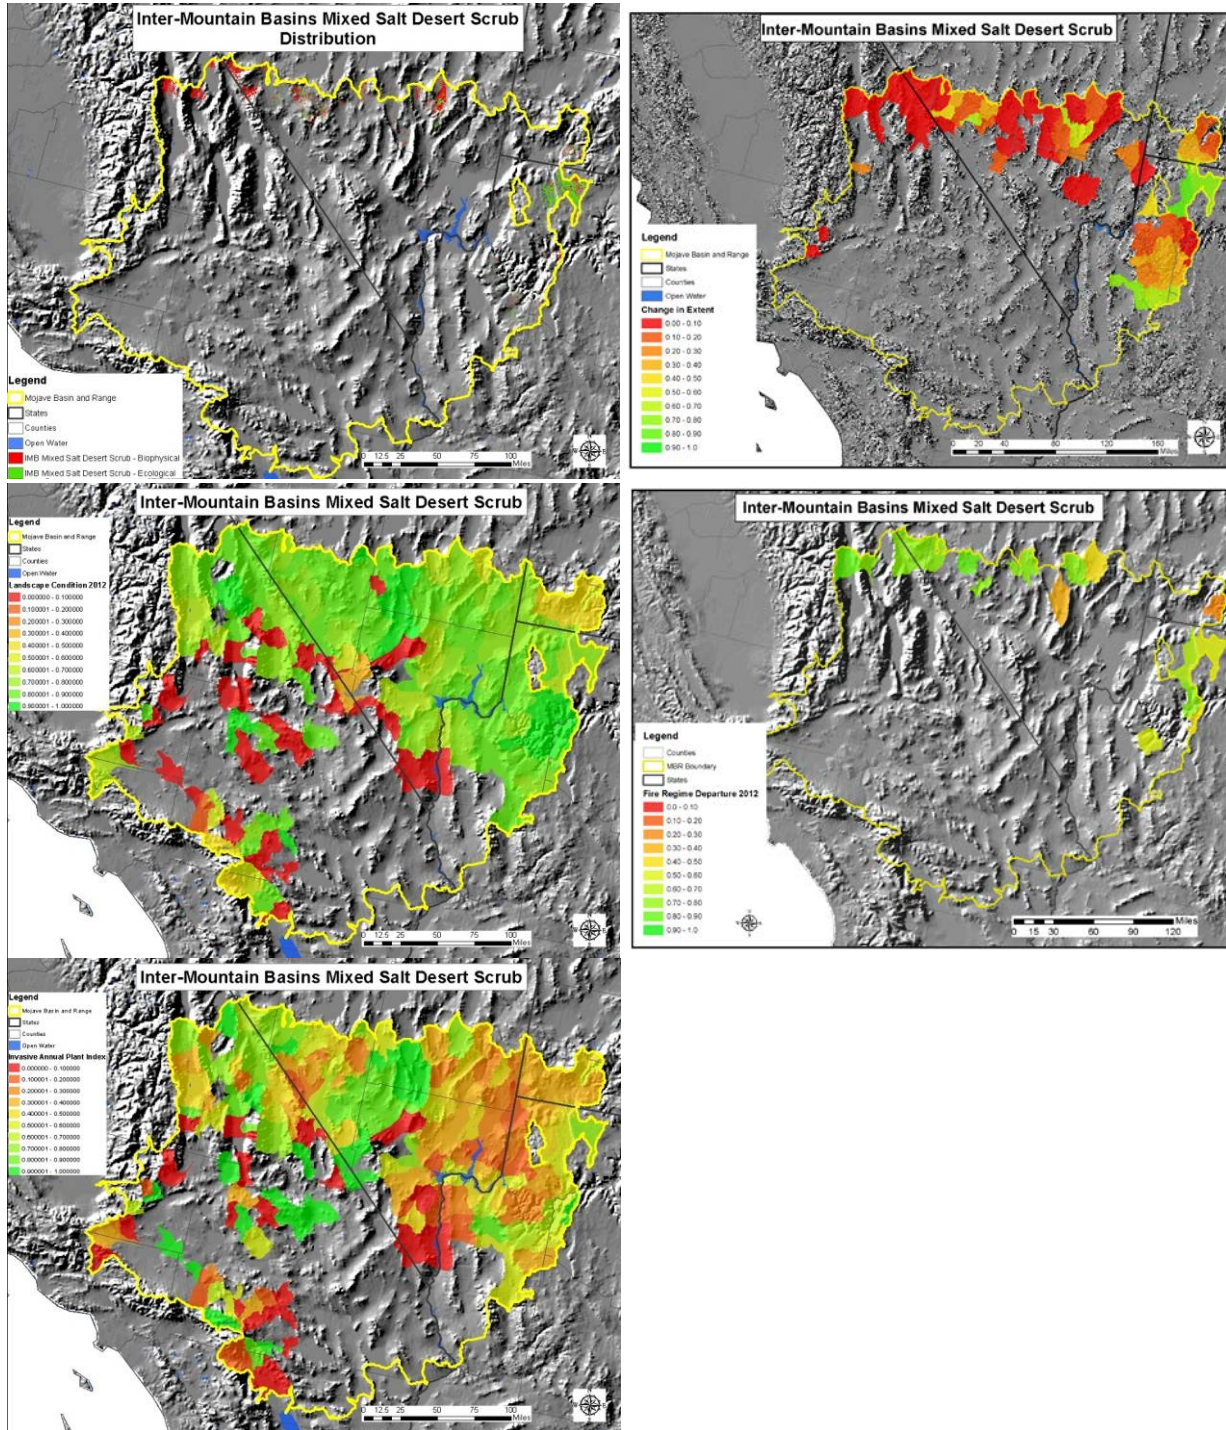 Inter-Mountain Basins Mixed Salt Desert Scrub
Distribution
Legend
Mojave Basin and Range
States
Counties
Open Water
IMB Mixed Salt Desert Scrub - Biophysical
IMB Mixed Salt Desert Scrub - Ecological
0 12.5 25 50 75 100
Miles
Inter-Mountain Basins Mixed Salt Desert Scrub
Legend
Mojave Basin and Range
States
Counties
Open Water
Change in Extent
0.00 - 0.10
0.10 - 0.20
0.20 - 0.30
0.30 - 0.40
0.40 - 0.50
0.50 - 0.60
0.60 - 0.70
0.70 - 0.80
0.80 - 0.90
0.90 - 1.0
0 20 40 80 120 160
Miles
Inter-Mountain Basins Mixed Salt Desert Scrub
Legend
Mojave Basin and Range
States
Counties
Open Water
Landscape Condition 2012
0.000000 - 0.100000
0.100001 - 0.200000
0.200001 - 0.300000
0.300001 - 0.400000
0.400001 - 0.500000
0.500001 - 0.600000
0.600001 - 0.700000
0.700001 - 0.800000
0.800001 - 0.900000
0.900001 - 1.000000
0 12.5 25 50 75 100
Miles
Inter-Mountain Basins Mixed Salt Desert Scrub
Legend
Counties
MBR Boundary
States
Fire Regime Departure 2012
0.0 - 0.10
0.10 - 0.20
0.20 - 0.30
0.30 - 0.40
0.40 - 0.50
0.50 - 0.60
0.60 - 0.70
0.70 - 0.80
0.80 - 0.90
0.90 - 1.0
Miles
0 15 30 60 90 120
Inter-Mountain Basins Mixed Salt Desert Scrub
Legend
Mojave Basin and Range
States
Counties
Open Water
Invasive Annual Plant Index
0.000000 - 0.100000
0.100001 - 0.200000
0.200001 - 0.300000
0.300001 - 0.400000
0.400001 - 0.500000
0.500001 - 0.600000
0.600001 - 0.700000
0.700001 - 0.800000
0.800001 - 0.900000
0.900001 - 1.000000
0 12.5 25 50 75 100
Miles